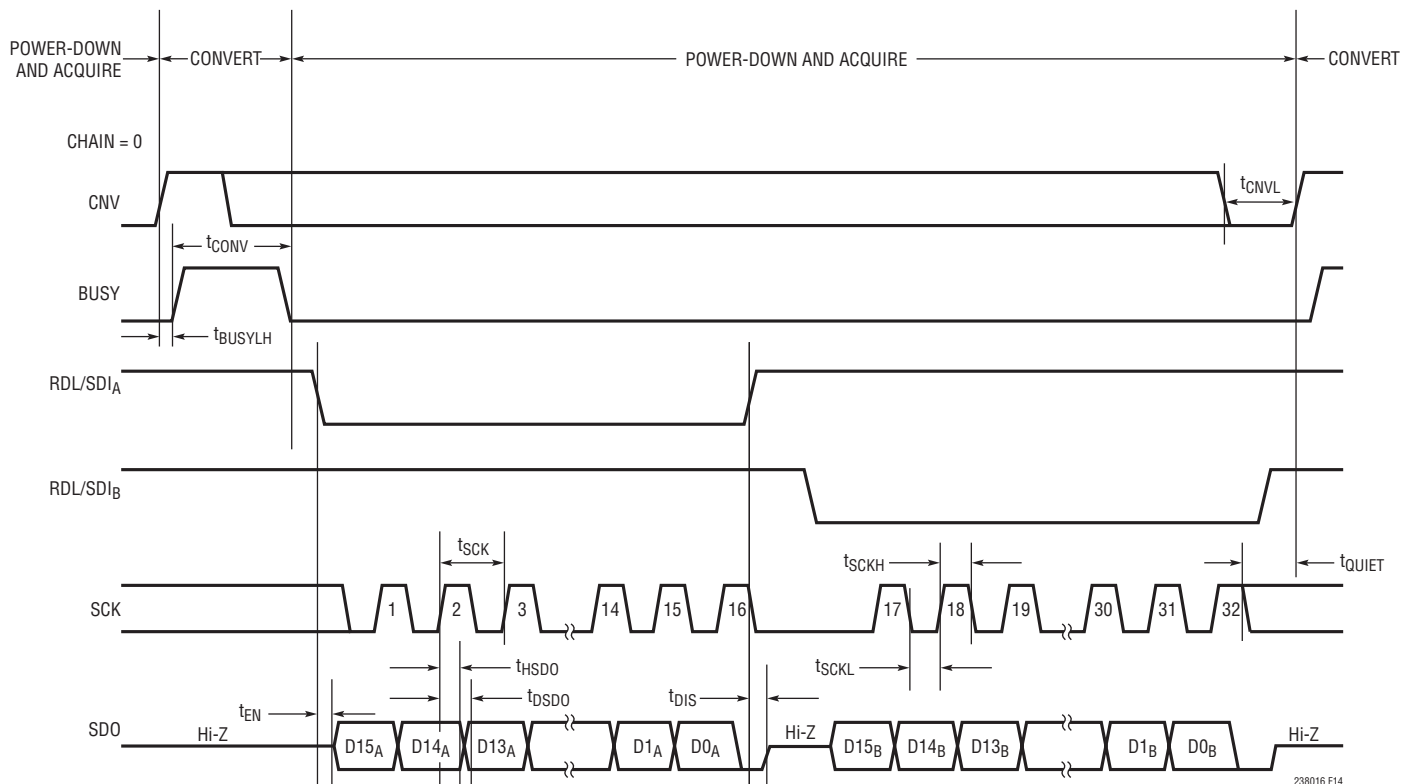 POWER-DOWN
AND ACQUIRE
CONVERT
POWER-DOWN AND ACQUIRE
CONVERT
CHAIN = 0
CNV
tCNVL
tCONV
BUSY
tBUSYLH
RDL/SDIA
RDL/SDIB
tSCK
tSCKH
tQUIET
SCK
1
2
3
14
15
16
17
18
19
30
31
32
tHSDO
tSCKL
tDSDO
tDIS
tEN
SDO
Hi-Z
D15A
D14A
D13A
D1A
D0A
Hi-Z
D15B
D14B
D13B
D1B
D0B
Hi-Z
238016 F14